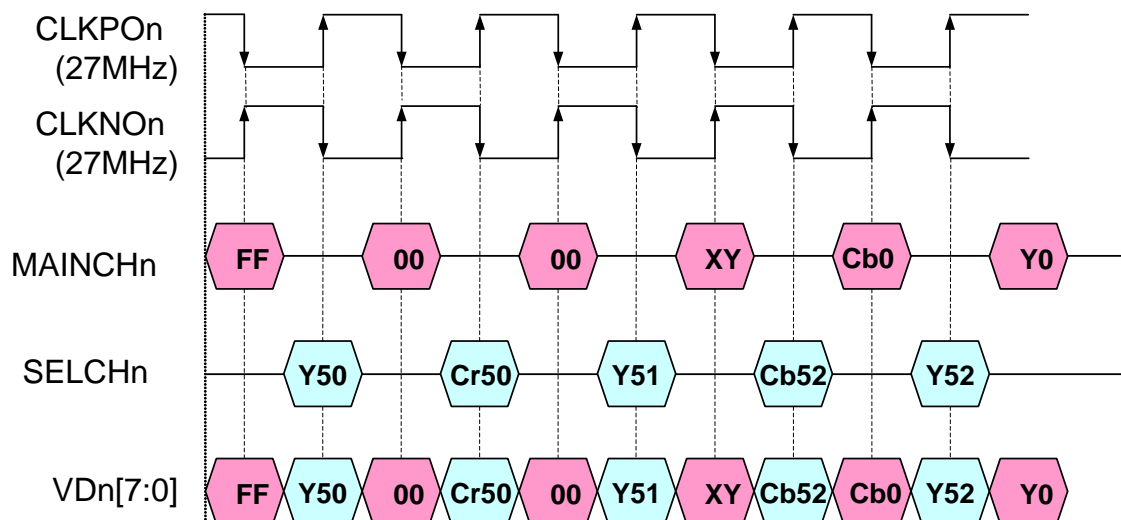 CLKPOn
(27MHz)
CLKNOn
(27MHz)
MAINCHn FF 00 00 XY Cb0 Y0
SELCHn Y50 Cr50 Y51 Cb52 Y52
VDn[7:0] FF Y50 00 Cr50 00 Y51 XY Cb52 Cb0 Y52 Y0